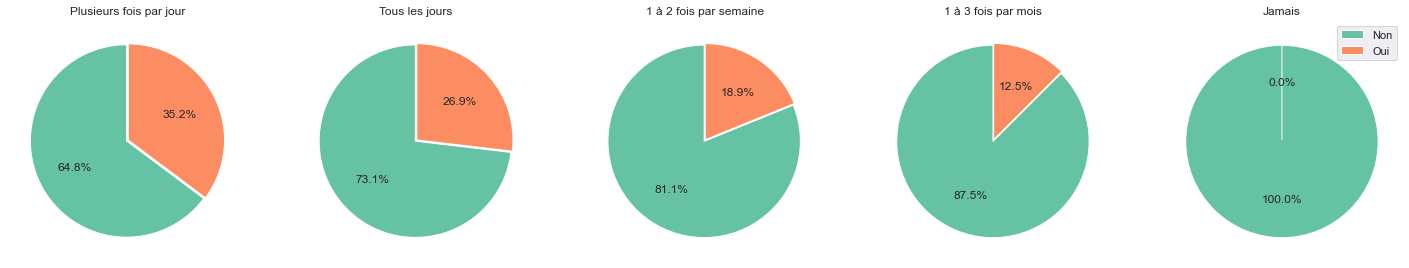 Plusieurs fois par jour
35.2%
64.8%
Tous les jours
26.9%
73.1%
1 à 2 fois par semaine
18.9%
81.1%
1 à 3 fois par mois
12.5%
87.5%
Jamais
0.0%
100.0%
Non
Oui